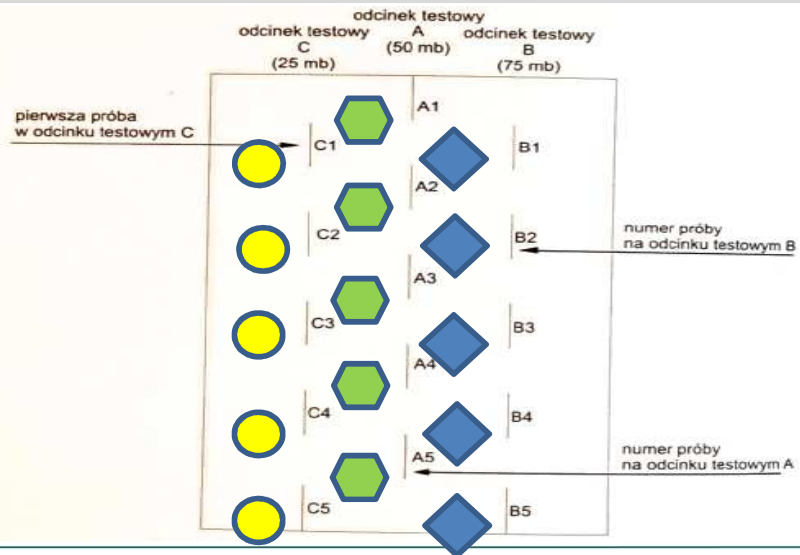 odcinek testowy
A
(50 mb)
odcinek testowy
C
(25 mb)
odcinek testowy
B
(75 mb)
pierwsza próba
w odcinku testowym C
A1
C1
B1
A2
C2
B2
numer próby
na odcinku testowym B
A3
C3
B3
A4
C4
B4
A5
numer próby
na odcinku testowym A
C5
B5